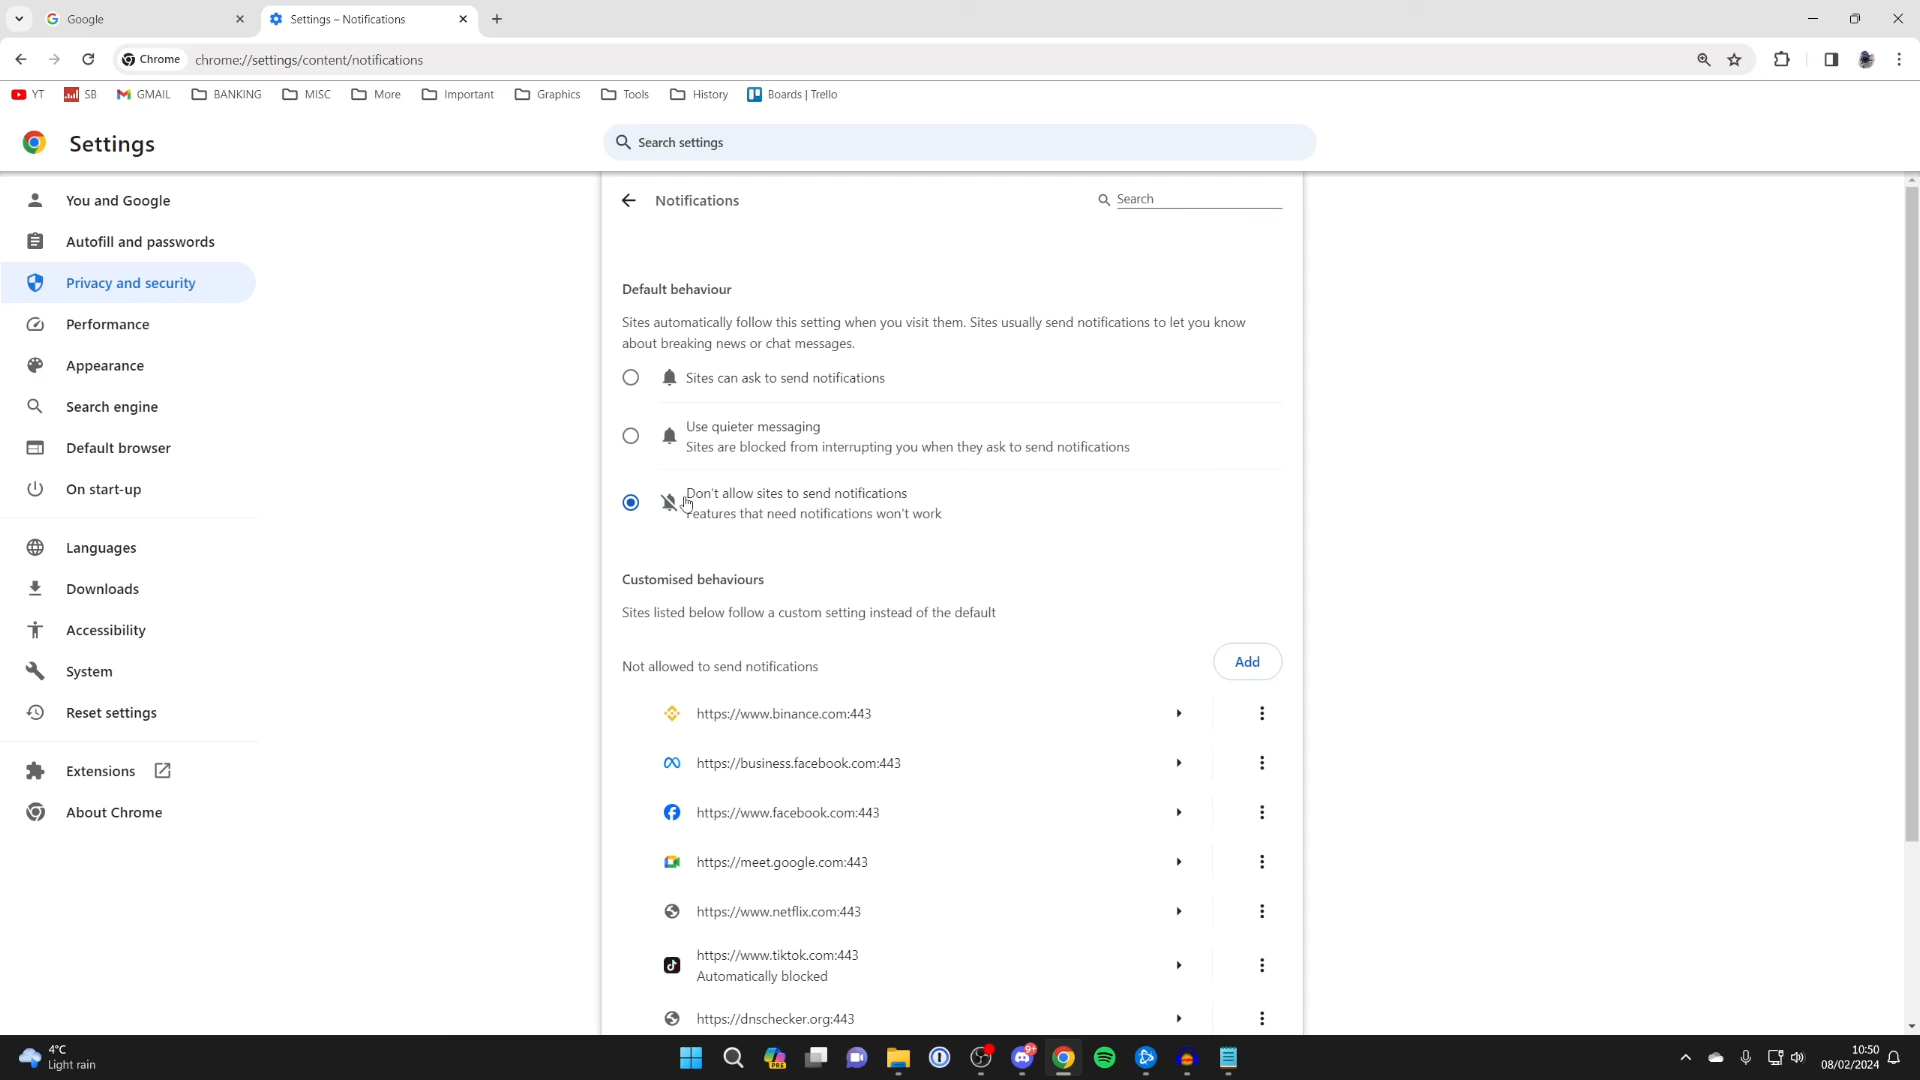 Google
Settings – Notifications
Chrome
chrome://settings/content/notifications
YT
SB
GMAIL
BANKING
MISC
More
Important
Graphics
Tools
History
Boards | Trello
Settings
Search settings
You and Google
Autofill and passwords
Privacy and security
Performance
Appearance
Search engine
Default browser
On start-up
Languages
Downloads
Accessibility
System
Reset settings
Extensions
About Chrome
Notifications
Search
Default behaviour
Sites automatically follow this setting when you visit them. Sites usually send notifications to let you know
about breaking news or chat messages.
Sites can ask to send notifications
Use quieter messaging
Sites are blocked from interrupting you when they ask to send notifications
Don't allow sites to send notifications
Features that need notifications won't work
Customised behaviours
Sites listed below follow a custom setting instead of the default
Not allowed to send notifications
Add
https://www.binance.com:443
https://business.facebook.com:443
https://www.facebook.com:443
https://meet.google.com:443
https://www.netflix.com:443
https://www.tiktok.com:443
Automatically blocked
https://dnschecker.org:443
4°C
Light rain
PRE
9+
10:50
08/02/2024